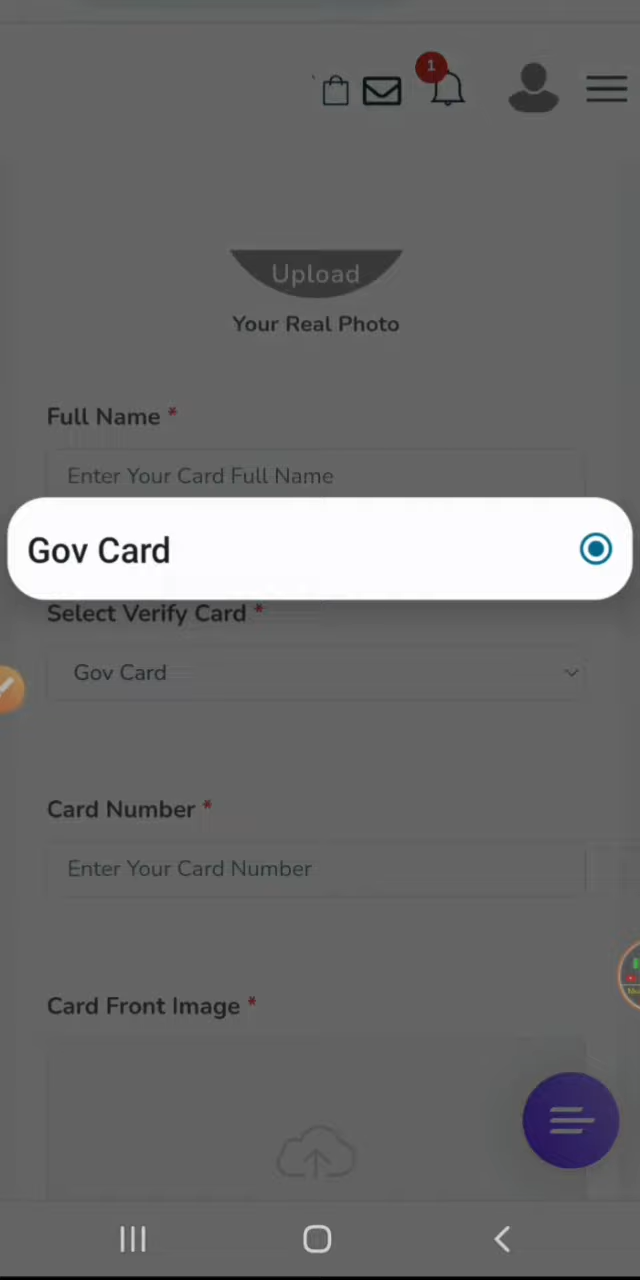 1
Upload
Your Real Photo
Full Name *
Enter Your Card Full Name
Gov Card
Select Verify Card *
Gov Card
Card Number *
Enter Your Card Number
Card Front Image *